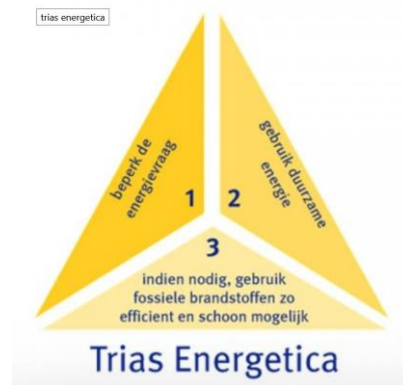 trias energetica
beperk de
energievraag
1
gebruik duurzame
energie
2
3
indien nodig, gebruik
fossiele brandstoffen zo
efficient en schoon mogelijk
Trias Energetica